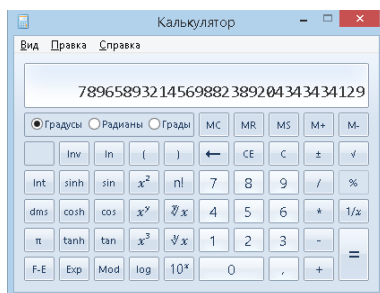 Калькулятор
Вид Правка Справка
78965893214569882389204343434129
Градусы Радианы Грады MC MR MS M+ M-
Inv ln ( ) ← CE C ± √
Int sinh sin x² n! 7 8 9 / %
dms cosh cos xʸ ʸ√x 4 5 6 * 1/x
π tanh tan x³ ³√x 1 2 3 - =
F-E Exp Mod log 10ˣ 0 , +